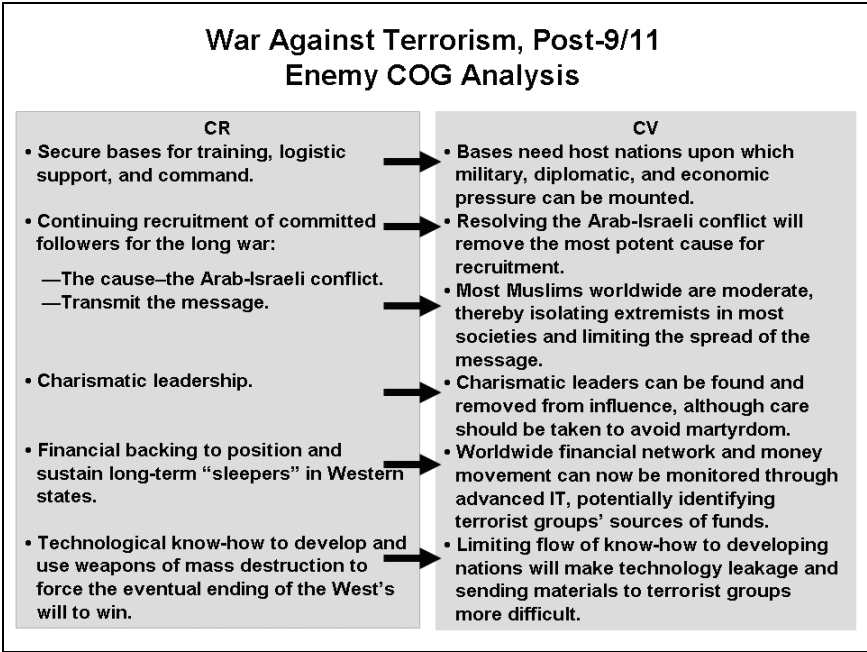 War Against Terrorism, Post-9/11
Enemy COG Analysis
CR
• Secure bases for training, logistic
support, and command.
• Continuing recruitment of committed
followers for the long war:
—The cause–the Arab-Israeli conflict.
—Transmit the message.
• Charismatic leadership.
• Financial backing to position and
sustain long-term “sleepers” in Western
states.
• Technological know-how to develop and
use weapons of mass destruction to
force the eventual ending of the West’s
will to win.
CV
• Bases need host nations upon which
military, diplomatic, and economic
pressure can be mounted.
• Resolving the Arab-Israeli conflict will
remove the most potent cause for
recruitment.
• Most Muslims worldwide are moderate,
thereby isolating extremists in most
societies and limiting the spread of the
message.
• Charismatic leaders can be found and
removed from influence, although care
should be taken to avoid martyrdom.
• Worldwide financial network and money
movement can now be monitored through
advanced IT, potentially identifying
terrorist groups’ sources of funds.
• Limiting flow of know-how to developing
nations will make technology leakage and
sending materials to terrorist groups
more difficult.